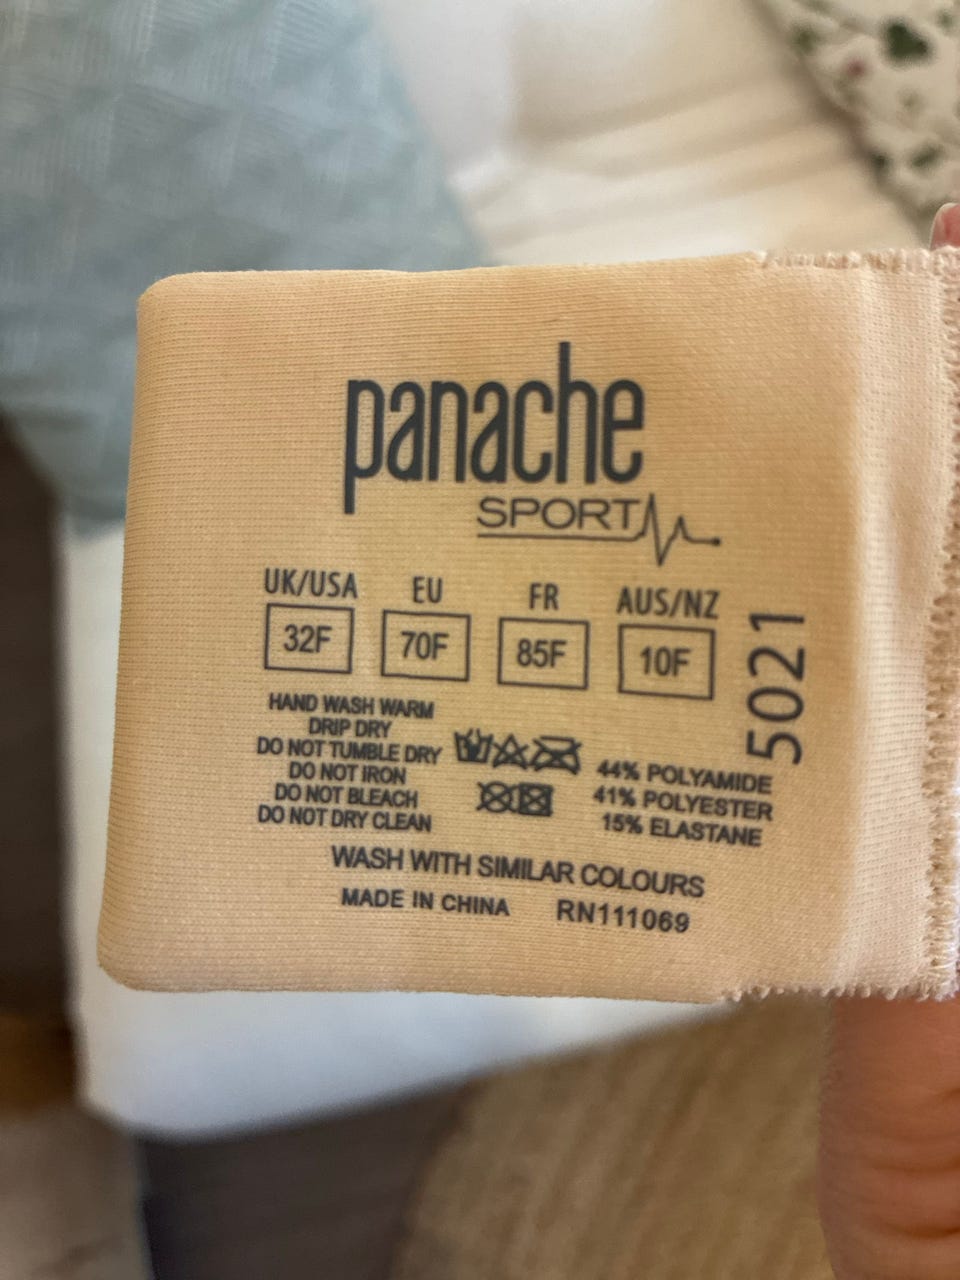 panache
SPORT
UK/USA EU FR AUS/NZ
32F 70F 85F 10F
5021
HAND WASH WARM
DRIP DRY
DO NOT TUMBLE DRY
DO NOT IRON
DO NOT BLEACH
DO NOT DRY CLEAN
44% POLYAMIDE
41% POLYESTER
15% ELASTANE
WASH WITH SIMILAR COLOURS
MADE IN CHINA RN111069